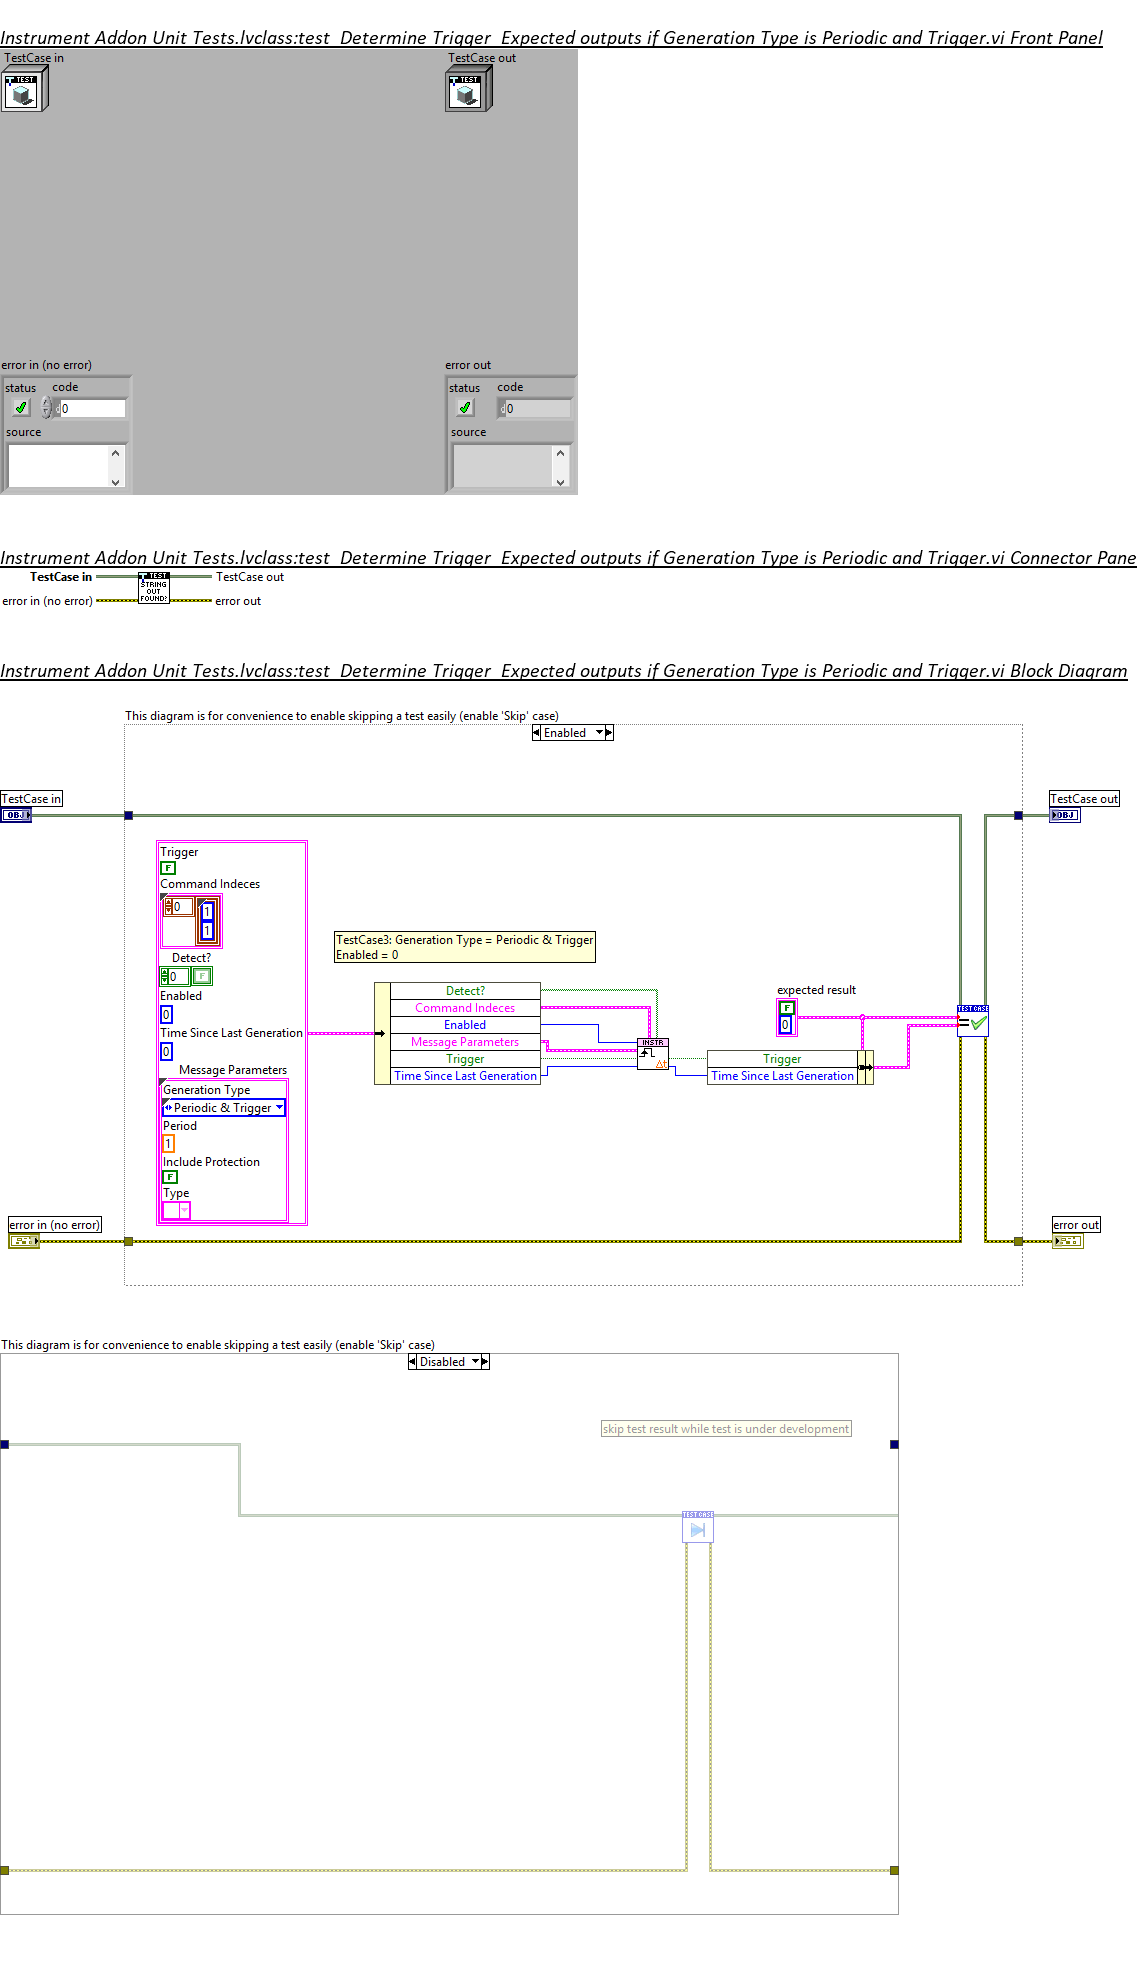 Instrument Addon Unit Tests.lvclass:test_Determine Trigger_Expected outputs if Generation Type is Periodic and Trigger.vi Front Panel
TestCase in
TestCase out
TEST
TEST
error in (no error)
error out
status
code
status
code
0
0
source
source
Instrument Addon Unit Tests.lvclass:test_Determine Trigger_Expected outputs if Generation Type is Periodic and Trigger.vi Connector Pane
TestCase in
TEST
STRING
OUT
FOUND?
TestCase out
error in (no error)
error out
Instrument Addon Unit Tests.lvclass:test_Determine Trigger_Expected outputs if Generation Type is Periodic and Trigger.vi Block Diagram
This diagram is for convenience to enable skipping a test easily (enable 'Skip' case)
Enabled
TestCase in
OBJ
TestCase out
OBJ
Trigger
F
Command Indeces
0
1
1
Detect?
0
F
Enabled
0
Time Since Last Generation
0
Message Parameters
Generation Type
Periodic & Trigger
Period
1
Include Protection
F
Type
TestCase3: Generation Type = Periodic & Trigger
Enabled = 0
Detect?
Command Indeces
Enabled
Message Parameters
Trigger
Time Since Last Generation
INSTR
Δt
expected result
F
0
Trigger
Time Since Last Generation
TEST CASE
error in (no error)
error out
This diagram is for convenience to enable skipping a test easily (enable 'Skip' case)
Disabled
skip test result while test is under development
TEST CASE